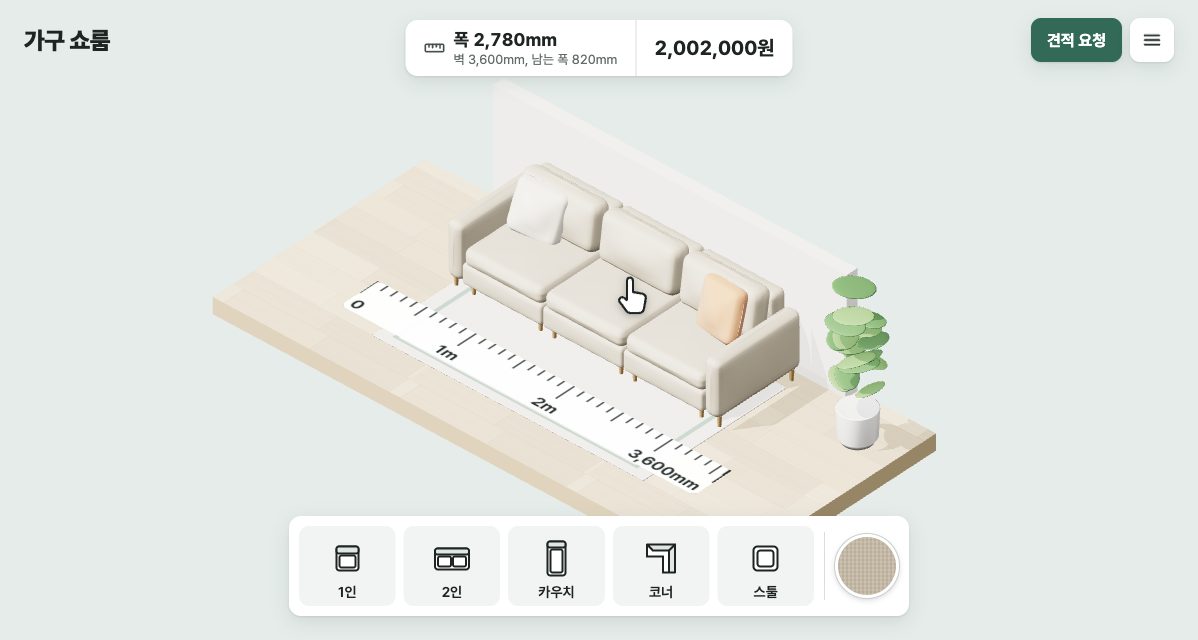 가구 쇼룸
폭 2,780mm
벽 3,600mm, 남는 폭 820mm
2,002,000원
견적 요청
0
1m
2m
3,600mm
1인
2인
카우치
코너
스툴